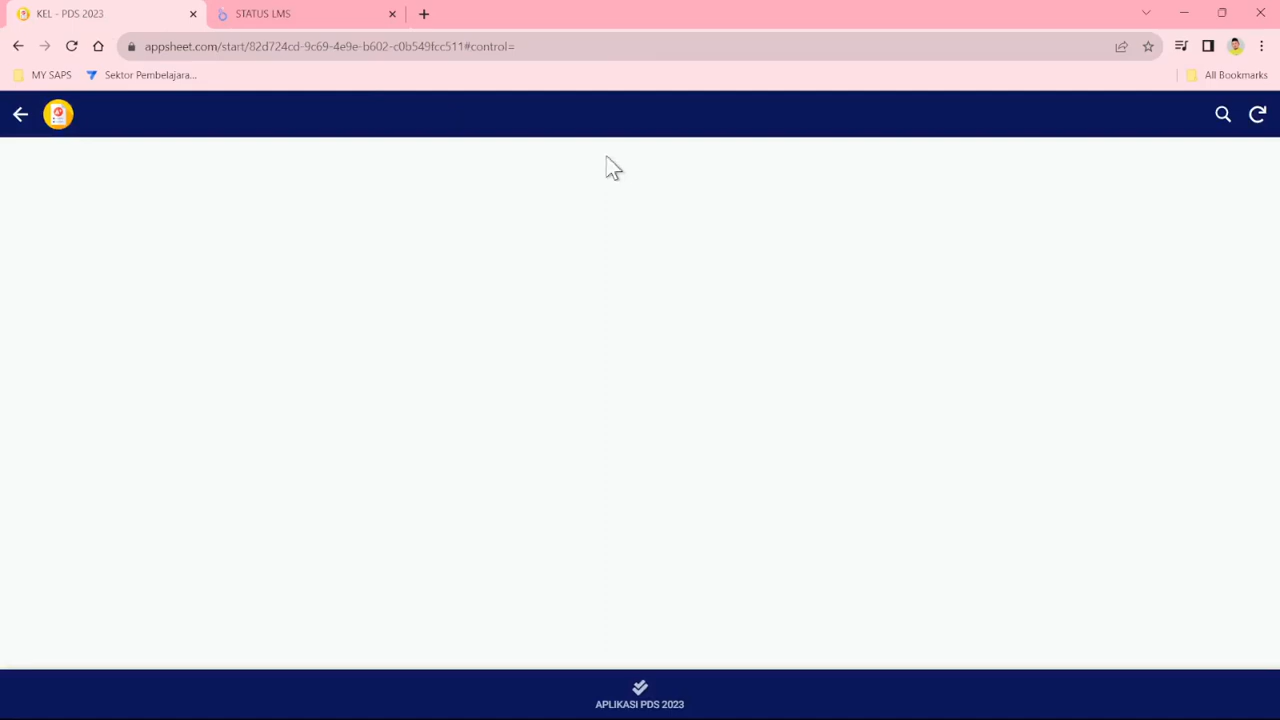 KEL - PDS 2023
STATUS LMS
appsheet.com/start/82d724cd-9c69-4e9e-b602-c0b549fcc511#control=
MY SAPS
Sektor Pembelajara...
All Bookmarks
APLIKASI PDS 2023